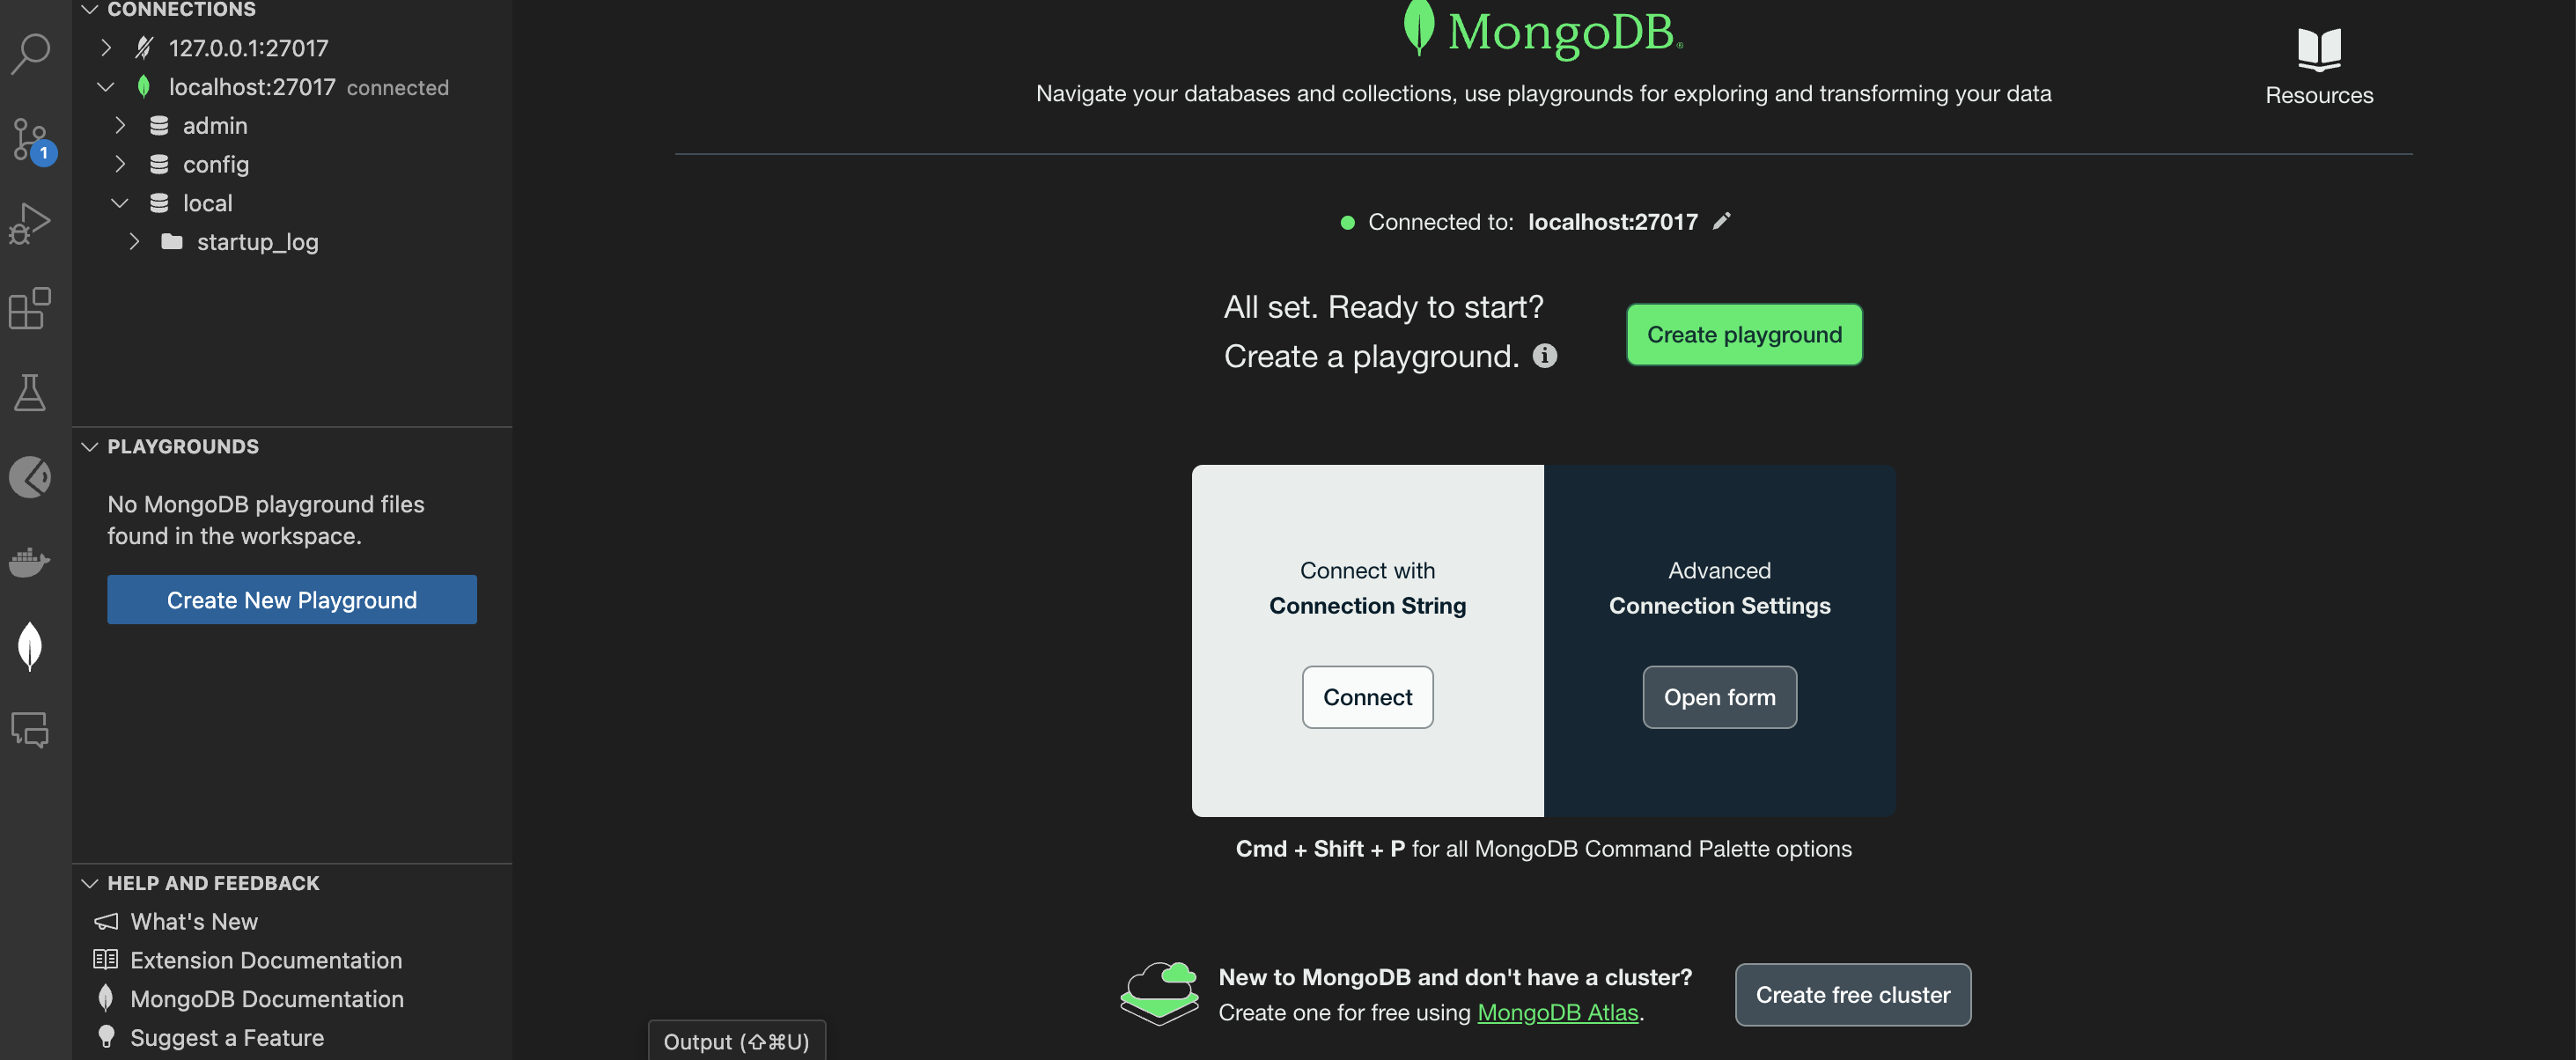 CONNECTIONS
127.0.0.1:27017
localhost:27017 connected
admin
config
local
startup_log
1
PLAYGROUNDS
No MongoDB playground files
found in the workspace.
Create New Playground
HELP AND FEEDBACK
What's New
Extension Documentation
MongoDB Documentation
Suggest a Feature
MongoDB®
Navigate your databases and collections, use playgrounds for exploring and transforming your data
Resources
Connected to: localhost:27017
All set. Ready to start?
Create a playground.
Create playground
Connect with
Connection String
Connect
Advanced
Connection Settings
Open form
Cmd + Shift + P for all MongoDB Command Palette options
New to MongoDB and don't have a cluster?
Create one for free using MongoDB Atlas.
Create free cluster
Output (⇧⌘U)